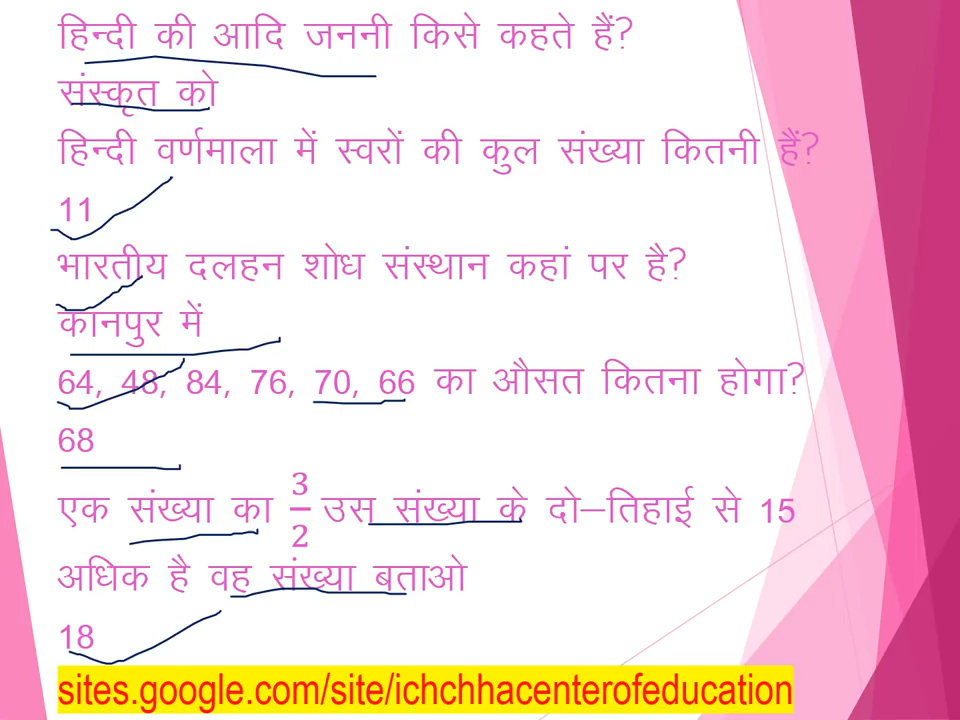 हिन्दी की आदि जननी किसे कहते हैं?
संस्कृत को
हिन्दी वर्णमाला में स्वरों की कुल संख्या कितनी हैं?
11
भारतीय दलहन शोध संस्थान कहां पर है?
कानपुर में
64, 48, 84, 76, 70, 66 का औसत कितना होगा?
68
एक संख्या का 3/2 उस संख्या के दो–तिहाई से 15
अधिक है वह संख्या बताओ
18
sites.google.com/site/ichchhacenterofeducation